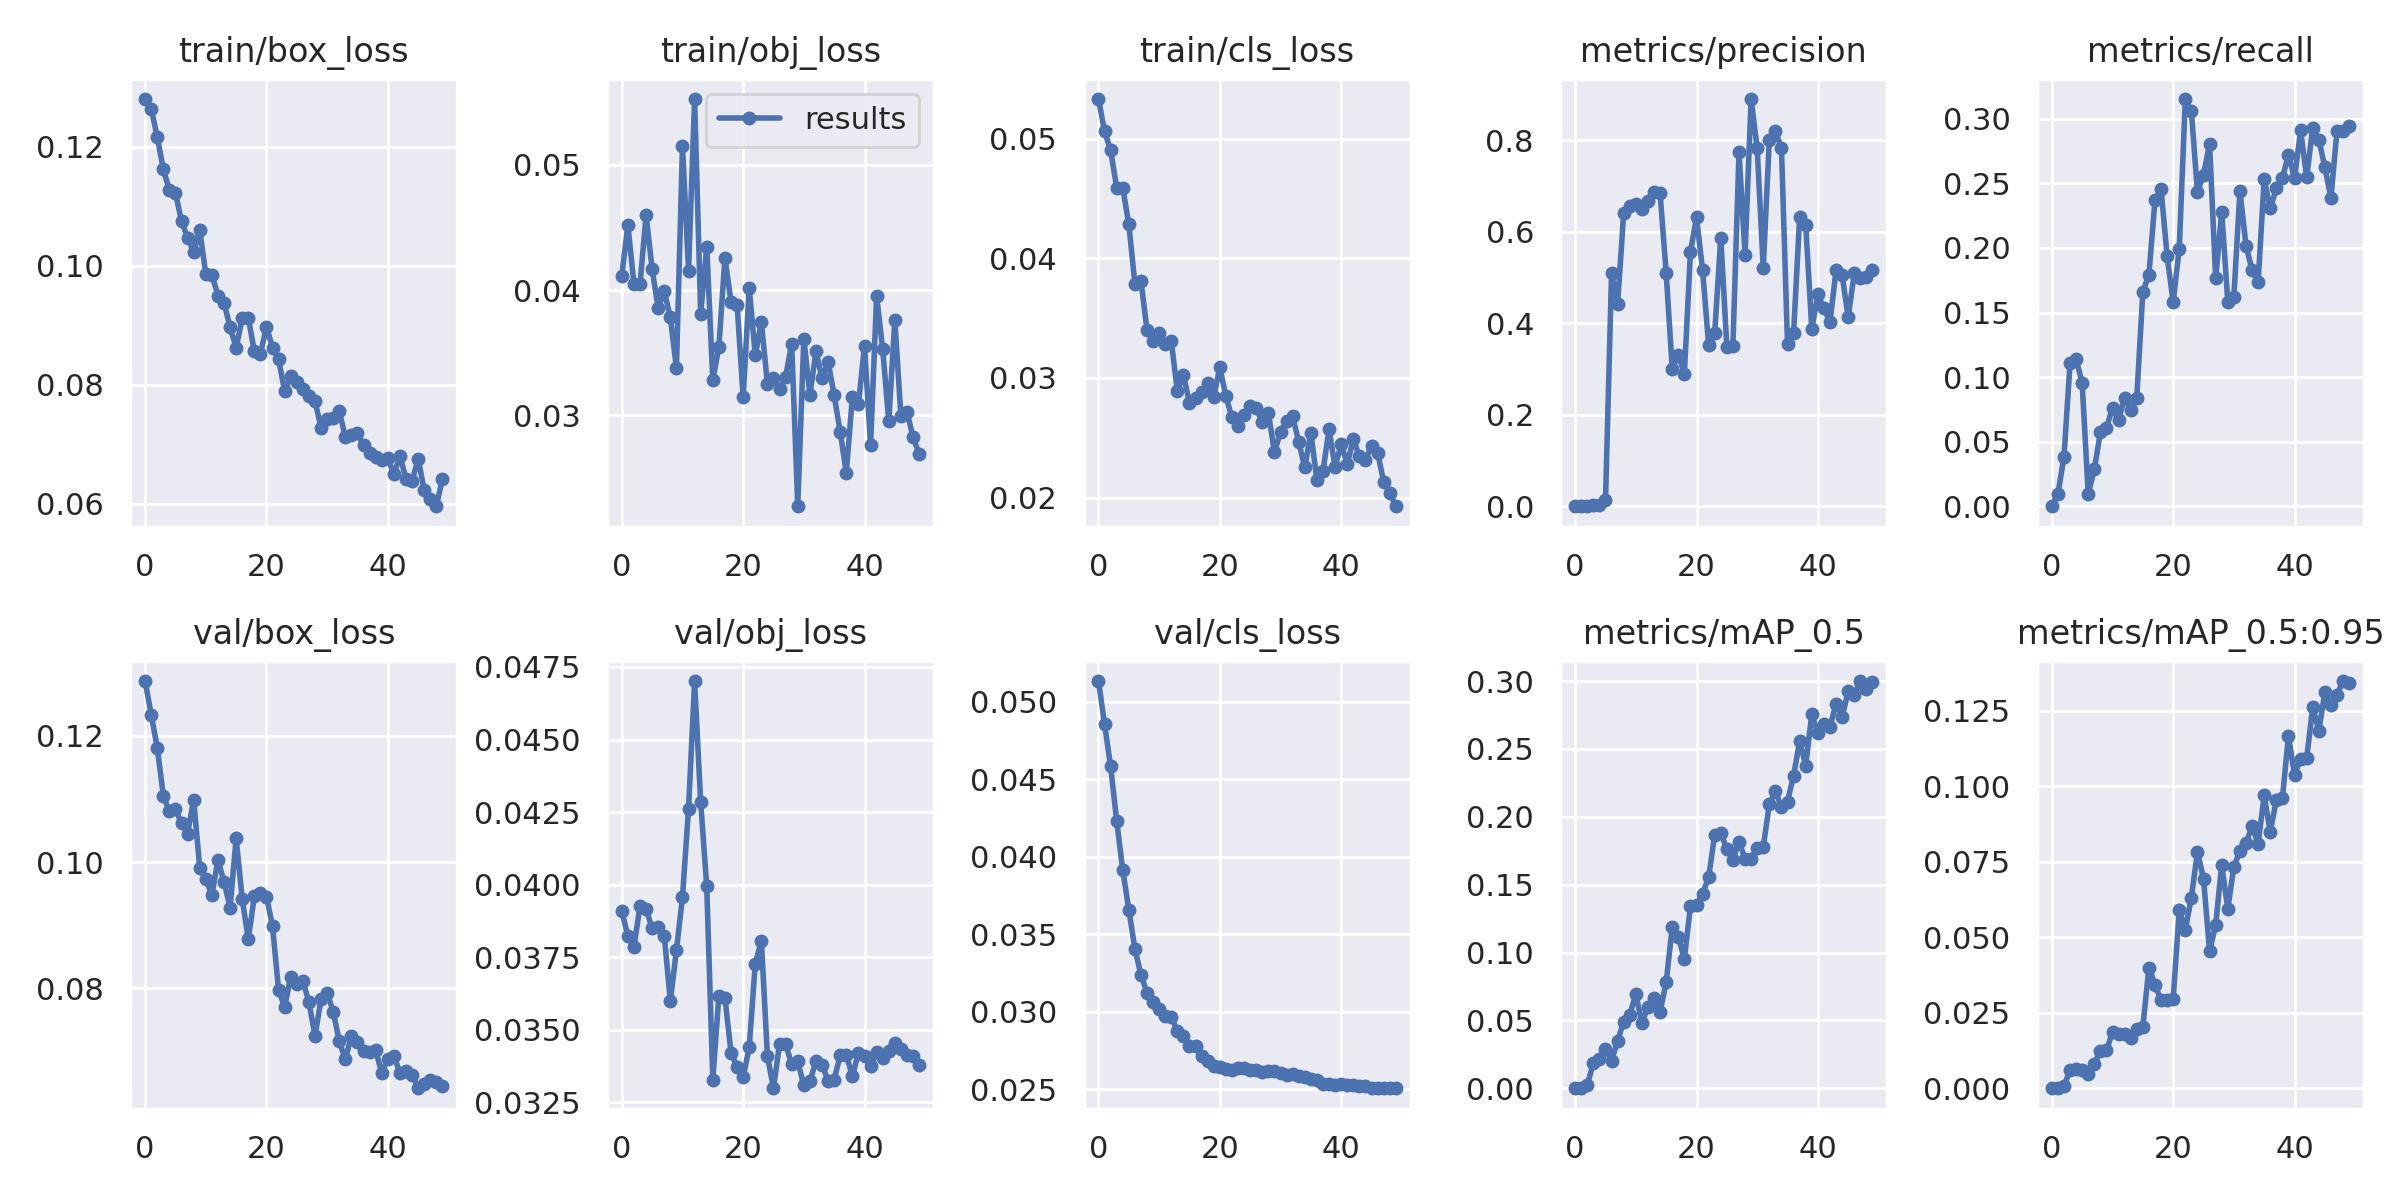 train/box_loss
0.12
0.10
0.08
0.06
0 20 40
train/obj_loss
results
0.05
0.04
0.03
0 20 40
train/cls_loss
0.05
0.04
0.03
0.02
0 20 40
metrics/precision
0.8
0.6
0.4
0.2
0.0
0 20 40
metrics/recall
0.30
0.25
0.20
0.15
0.10
0.05
0.00
0 20 40
val/box_loss
0.12
0.10
0.08
0 20 40
val/obj_loss
0.0475
0.0450
0.0425
0.0400
0.0375
0.0350
0.0325
0 20 40
val/cls_loss
0.050
0.045
0.040
0.035
0.030
0.025
0 20 40
metrics/mAP_0.5
0.30
0.25
0.20
0.15
0.10
0.05
0.00
0 20 40
metrics/mAP_0.5:0.95
0.125
0.100
0.075
0.050
0.025
0.000
0 20 40